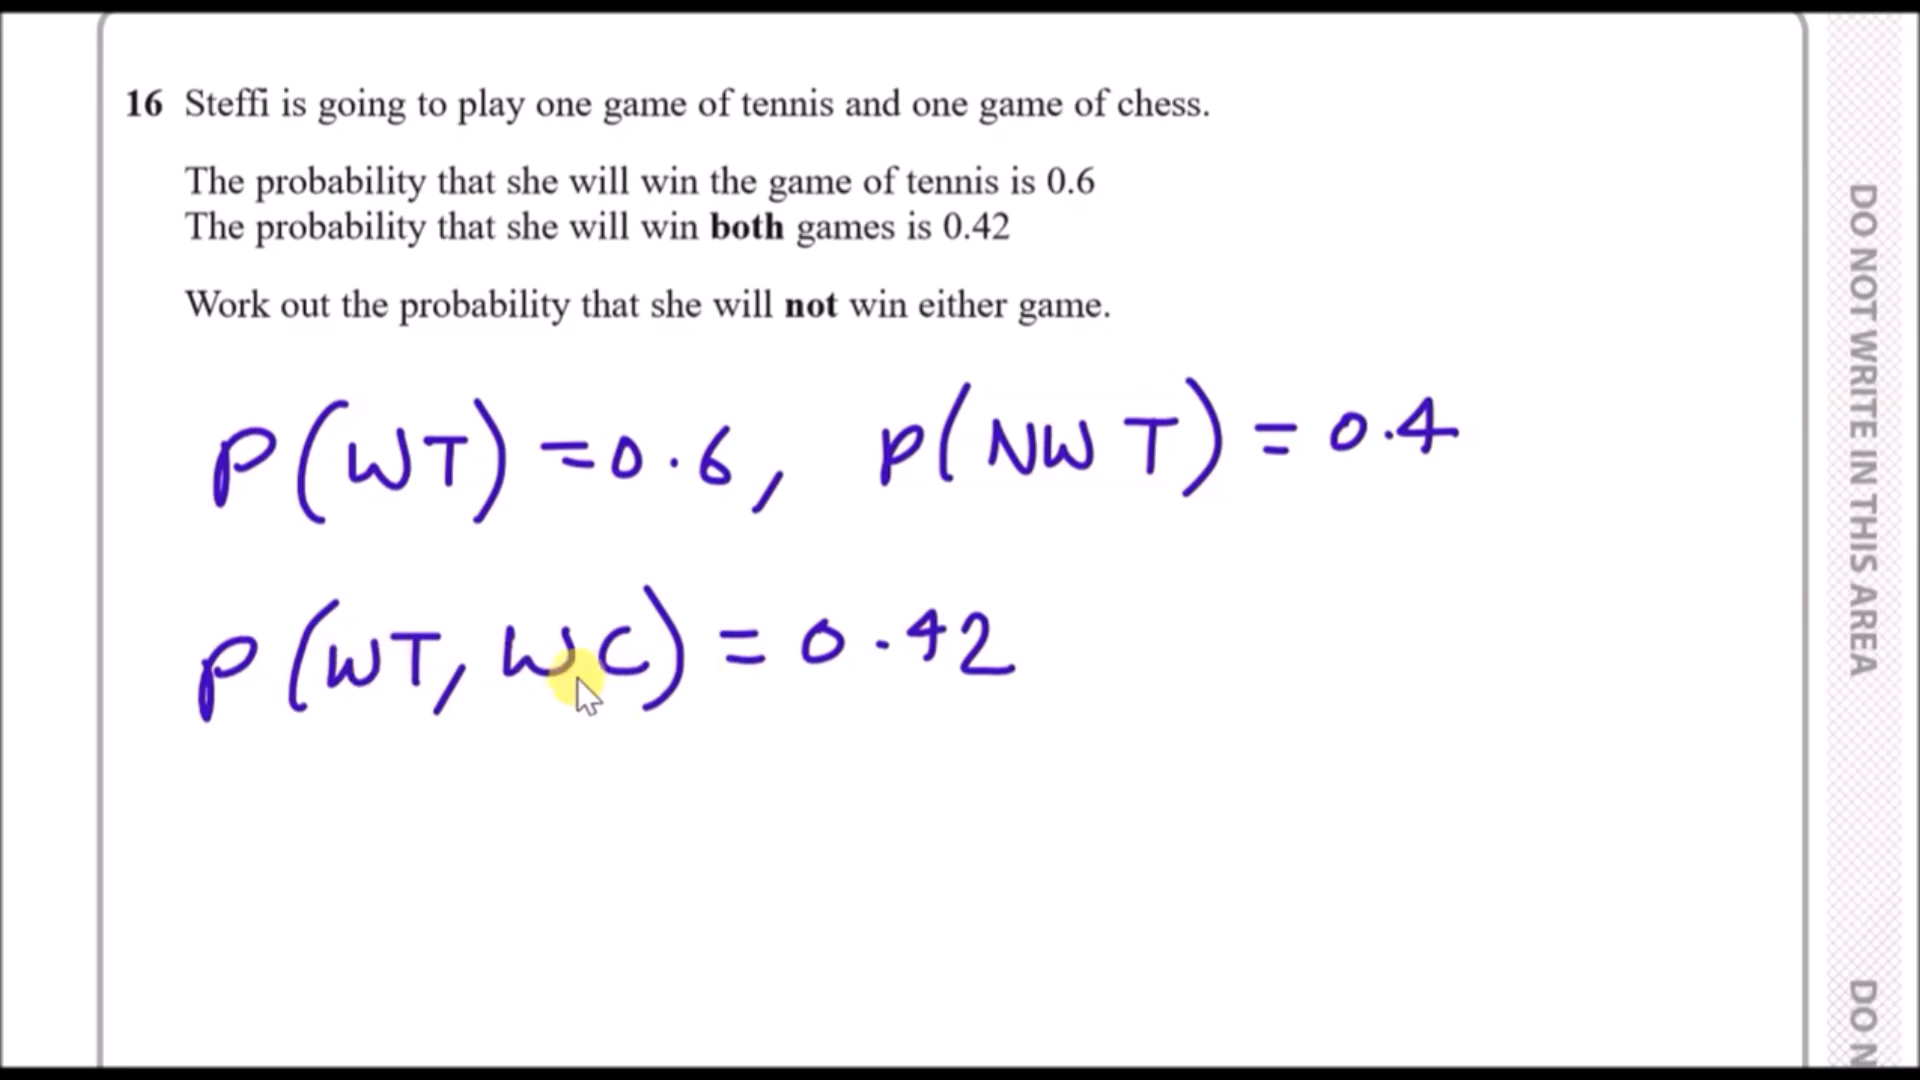 16 Steffi is going to play one game of tennis and one game of chess.
The probability that she will win the game of tennis is 0.6
The probability that she will win both games is 0.42
Work out the probability that she will not win either game.
P(WT) = 0.6, P(NWT) = 0.4
P(WT, WC) = 0.42
DO NOT WRITE IN THIS AREA
DO N